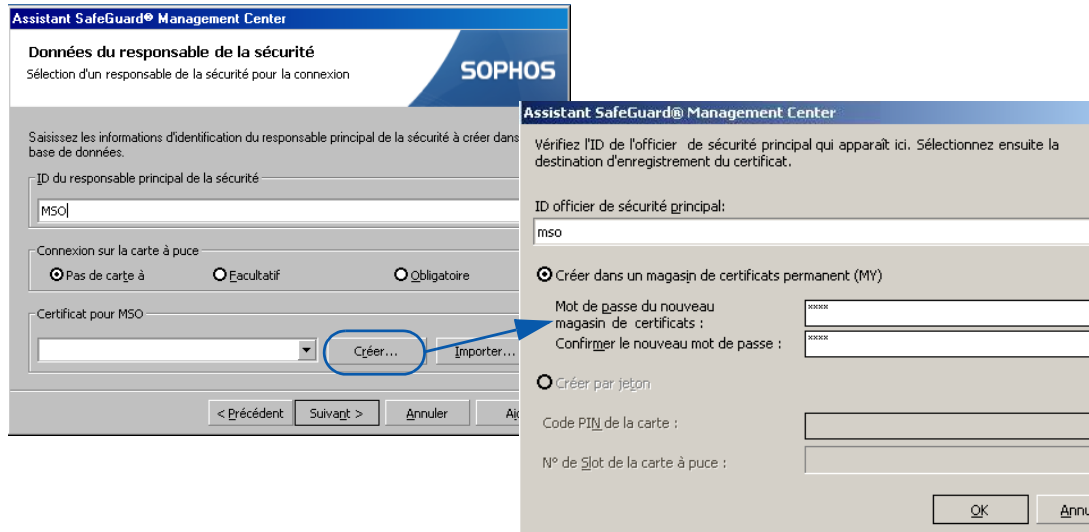 Assistant SafeGuard® Management Center
Données du responsable de la sécurité
Sélection d'un responsable de la sécurité pour la connexion
SOPHOS
Saisissez les informations d'identification du responsable principal de la sécurité à créer dans
base de données.
ID du responsable principal de la sécurité
MSO
Connexion sur la carte à puce
Pas de carte à
Facultatif
Obligatoire
Certificat pour MSO
Créer...
Importer...
< Précédent
Suivant >
Annuler
Assistant SafeGuard® Management Center
Vérifiez l'ID de l'officier de sécurité principal qui apparaît ici. Sélectionnez ensuite la
destination d'enregistrement du certificat.
ID officier de sécurité principal:
mso
Créer dans un magasin de certificats permanent (MY)
Mot de passe du nouveau
magasin de certificats :
××××
Confirmer le nouveau mot de passe :
××××
Créer par jeton
Code PIN de la carte :
N° de Slot de la carte à puce :
OK